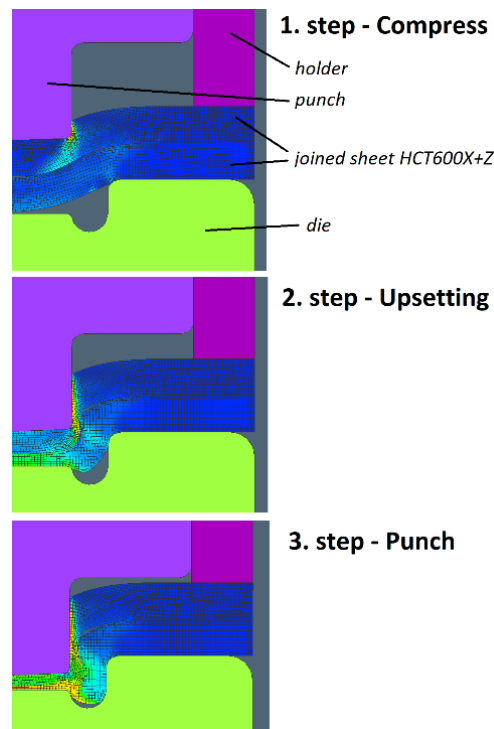 1. step - Compress
holder
punch
joined sheet HCT600X+Z
die
2. step - Upsetting
3. step - Punch